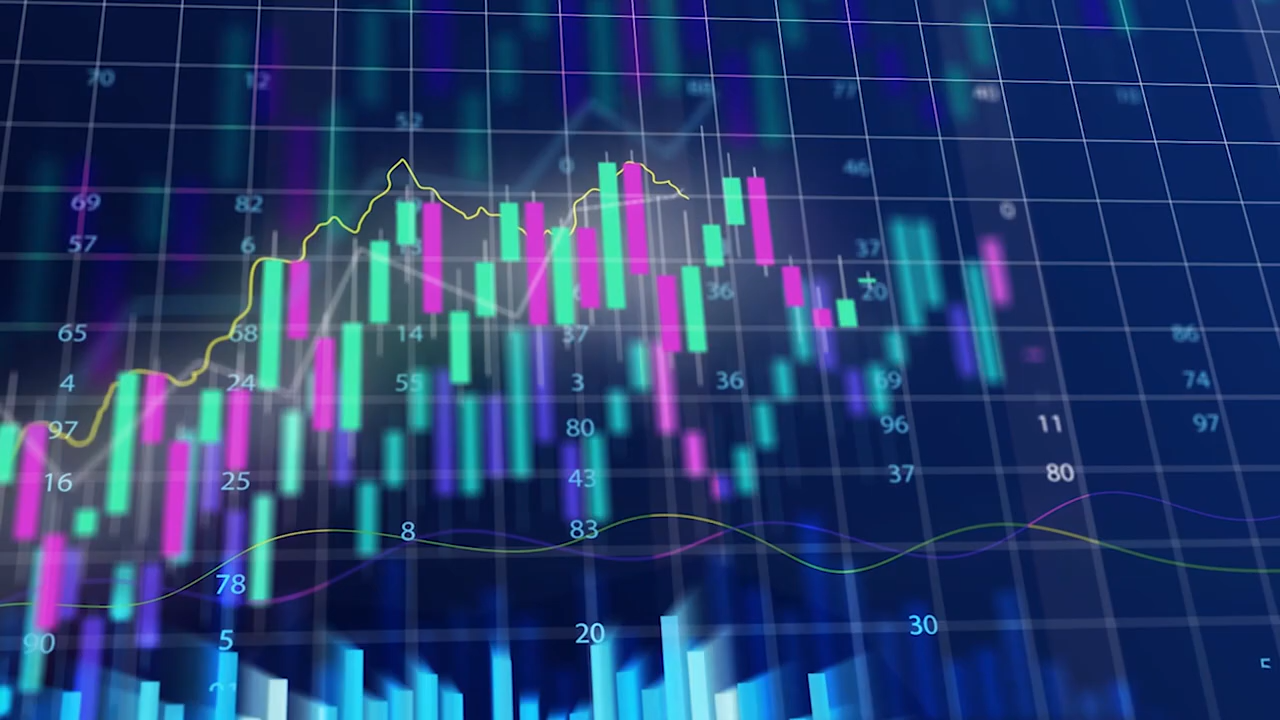 70 12
52 77
46
69 82 0
57 6 37
36 20
65 68 14 37 86
4 24 55 3 36 69 74
97 80 96 11 97
16 25 43 37 80
8 83
78
90 5 20 30